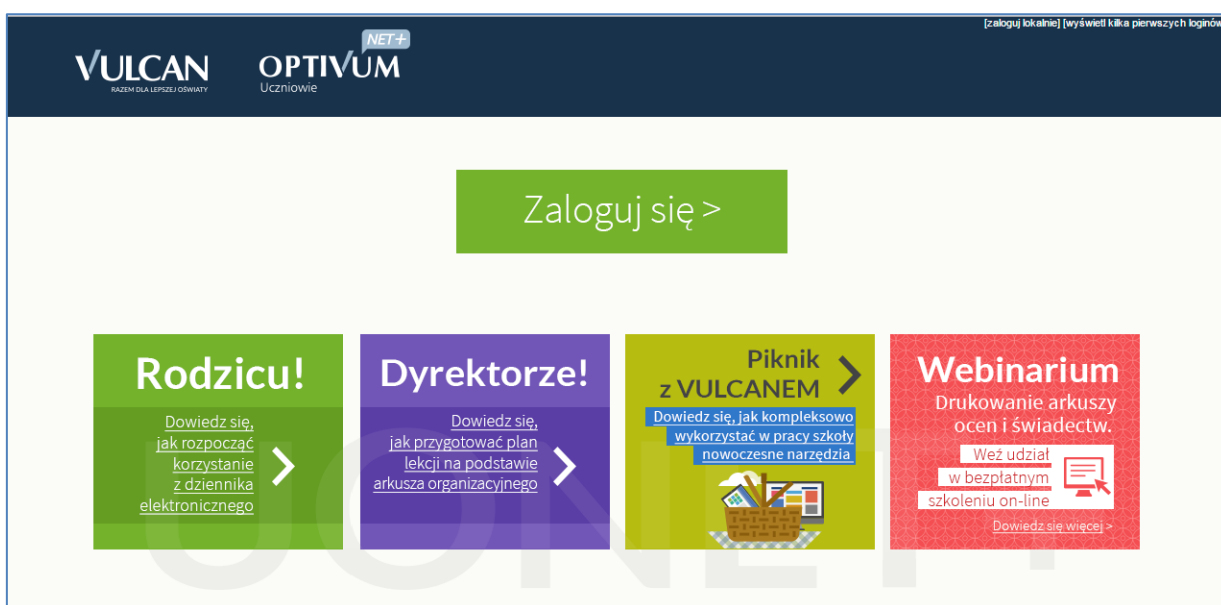 [zaloguj lokalnie] [wyświetl kilka pierwszych loginów
VULCAN
RAZEM DLA LEPSZEJ OŚWIATY
NET+
OPTIVUM
Uczniowie
Zaloguj się >
Rodzicu!
Dowiedz się,
jak rozpocząć
korzystanie
z dziennika
elektronicznego
Dyrektorze!
Dowiedz się,
jak przygotować plan
lekcji na podstawie
arkusza organizacyjnego
Piknik
z VULCANEM
Dowiedz się, jak kompleksowo
wykorzystać w pracy szkoły
nowoczesne narzędzia
Webinarium
Drukowanie arkuszy
ocen i świadectw.
Weź udział
w bezpłatnym
szkoleniu on-line
Dowiedz się więcej >
UONET+